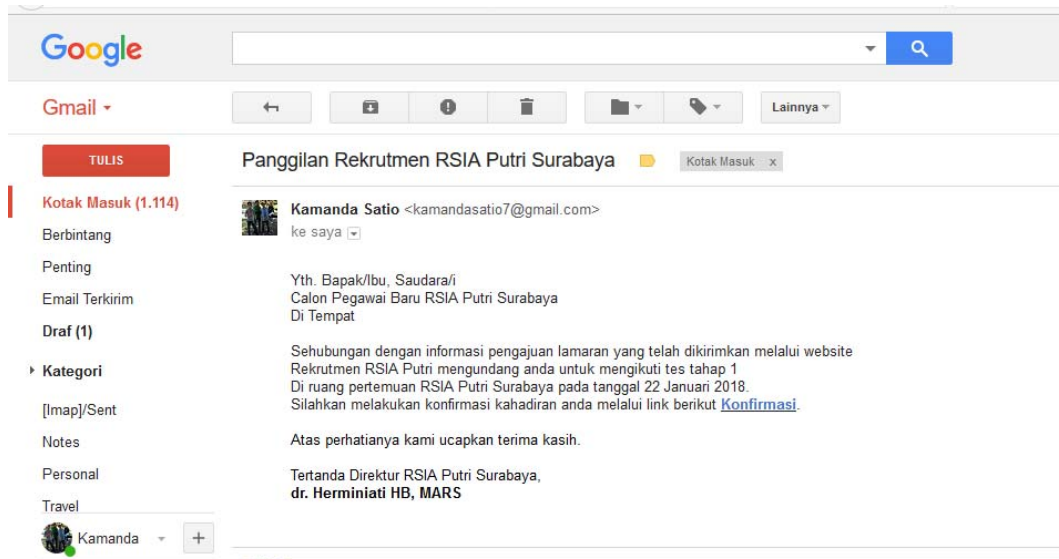 Google
Gmail
Lainnya
TULIS
Panggilan Rekrutmen RSIA Putri Surabaya
Kotak Masuk x
Kotak Masuk (1.114)
Berbintang
Penting
Email Terkirim
Draf (1)
Kategori
[Imap]/Sent
Notes
Personal
Travel
Kamanda
Kamanda Satio <kamandasatio7@gmail.com>
ke saya
Yth. Bapak/Ibu, Saudara/i
Calon Pegawai Baru RSIA Putri Surabaya
Di Tempat
Sehubungan dengan informasi pengajuan lamaran yang telah dikirimkan melalui website
Rekrutmen RSIA Putri mengundang anda untuk mengikuti tes tahap 1
Di ruang pertemuan RSIA Putri Surabaya pada tanggal 22 Januari 2018.
Silahkan melakukan konfirmasi kahadiran anda melalui link berikut Konfirmasi.
Atas perhatianya kami ucapkan terima kasih.
Tertanda Direktur RSIA Putri Surabaya,
dr. Herminiati HB, MARS